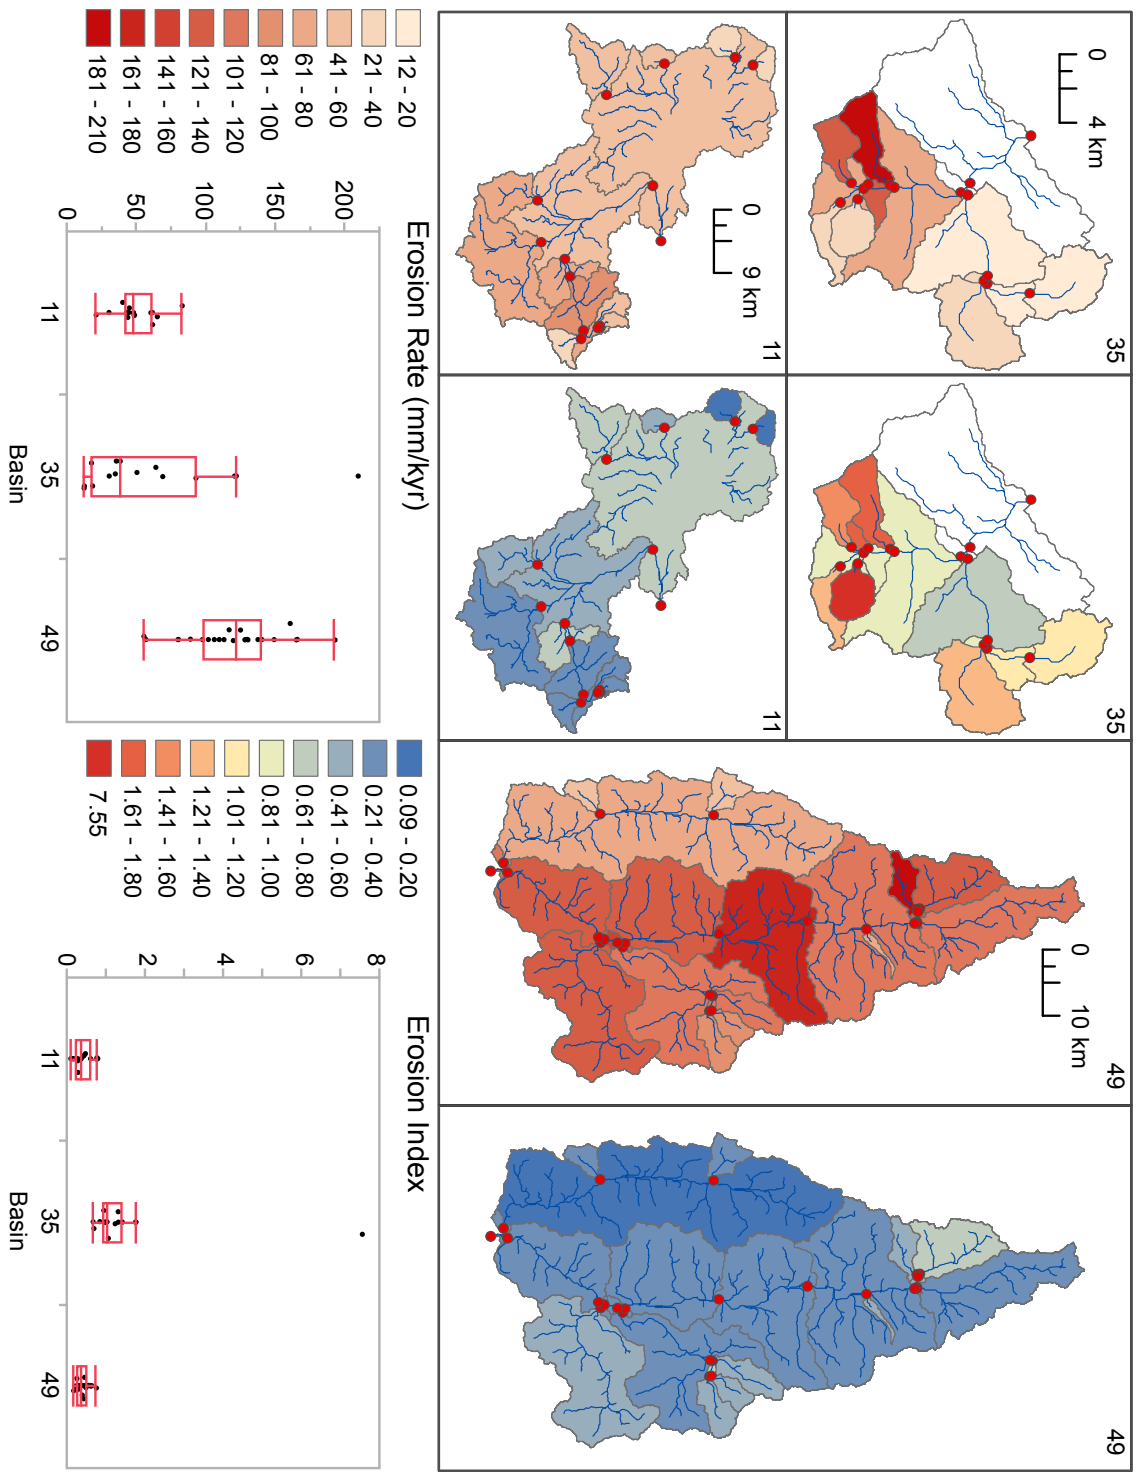 35
0 4 km
35
11
0 9 km
11
49
0 10 km
49
Erosion Rate (mm/kyr)
12 - 20
21 - 40
41 - 60
61 - 80
81 - 100
101 - 120
121 - 140
141 - 160
161 - 180
181 - 210
200
150
100
50
0
11 35 49
Basin
Erosion Index
0.09 - 0.20
0.21 - 0.40
0.41 - 0.60
0.61 - 0.80
0.81 - 1.00
1.01 - 1.20
1.21 - 1.40
1.41 - 1.60
1.61 - 1.80
7.55
8
6
4
2
0
11 35 49
Basin